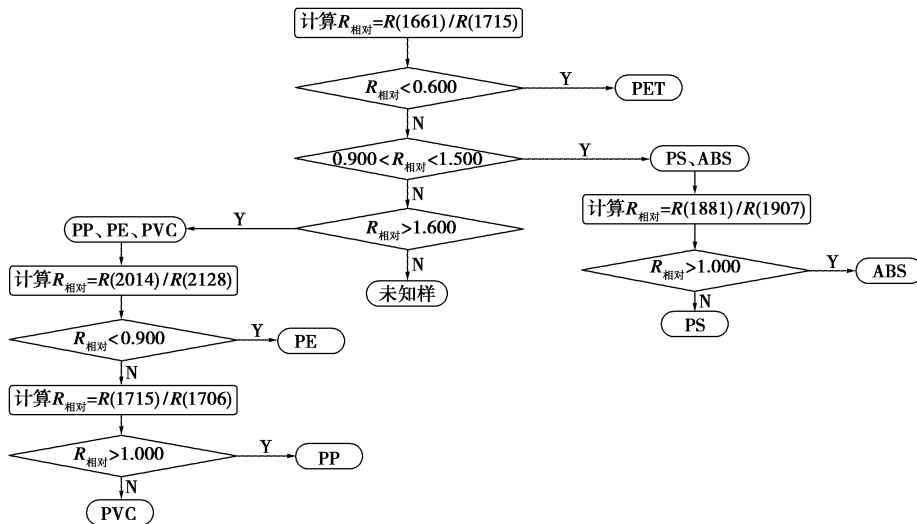 计算R相对=R(1661)/R(1715)
R相对<0.600
Y
PET
N
0.900<R相对<1.500
Y
PS、ABS
N
计算R相对=R(1881)/R(1907)
PP、PE、PVC
Y
R相对>1.600
N
R相对>1.000
Y
ABS
计算R相对=R(2014)/R(2128)
未知样
N
PS
R相对<0.900
Y
PE
N
计算R相对=R(1715)/R(1706)
R相对>1.000
Y
PP
N
PVC